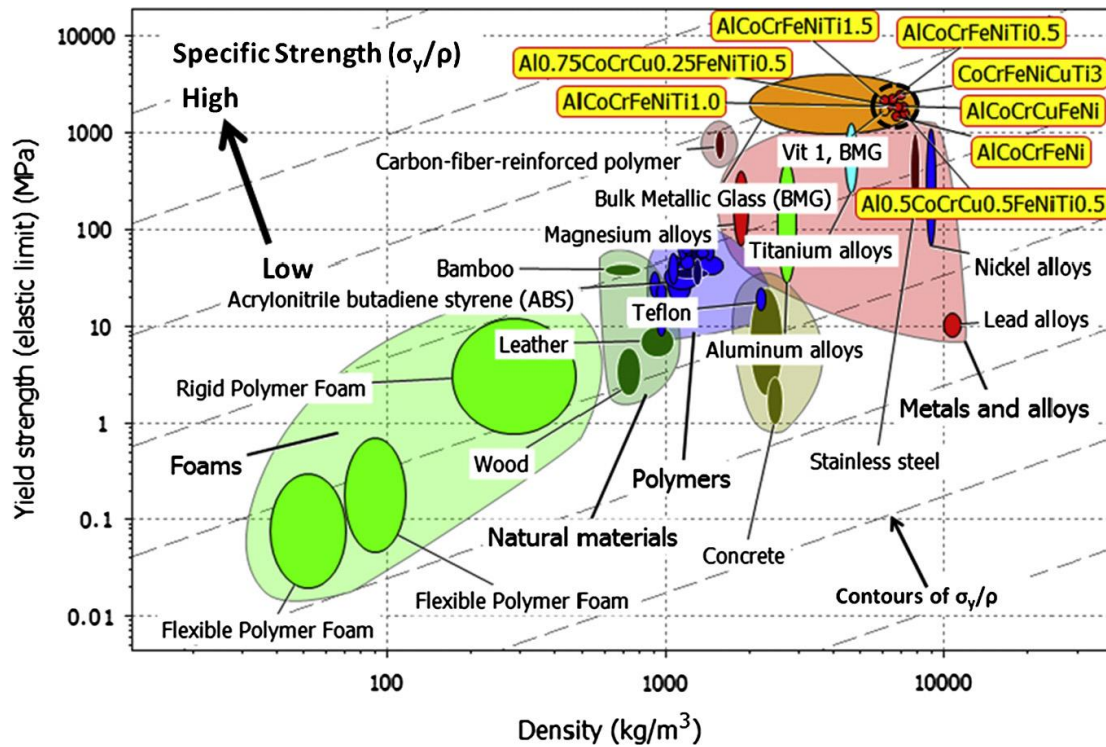 Yield strength (elastic limit) (MPa)
10000
1000
100
10
1
0.1
0.01
Specific Strength (σy/ρ)
High
Low
AlCoCrFeNiTi1.5
AlCoCrFeNiTi0.5
Al0.75CoCrCu0.25FeNiTi0.5
CoCrFeNiCuTi3
AlCoCrFeNiTi1.0
AlCoCrCuFeNi
AlCoCrFeNi
Al0.5CoCrCu0.5FeNiTi0.5
Carbon-fiber-reinforced polymer
Vit 1, BMG
Bulk Metallic Glass (BMG)
Magnesium alloys
Titanium alloys
Nickel alloys
Bamboo
Acrylonitrile butadiene styrene (ABS)
Teflon
Lead alloys
Leather
Aluminum alloys
Rigid Polymer Foam
Metals and alloys
Foams
Wood
Polymers
Stainless steel
Natural materials
Concrete
Flexible Polymer Foam
Flexible Polymer Foam
Contours of σy/ρ
100
1000
10000
Density (kg/m³)